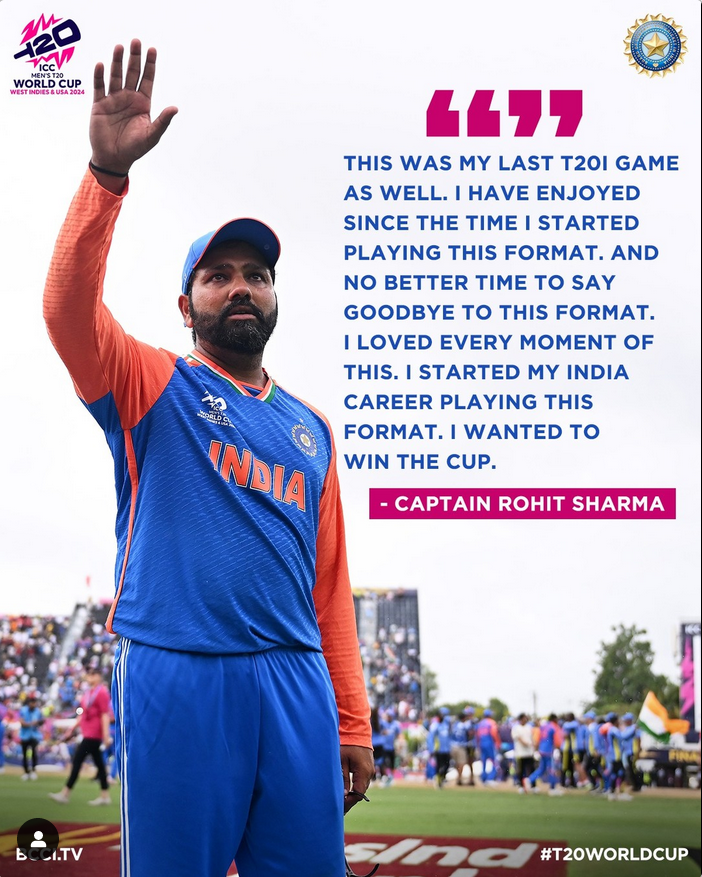 T20
ICC
MEN'S T20
WORLD CUP
WEST INDIES & USA 2024
THIS WAS MY LAST T20I GAME
AS WELL. I HAVE ENJOYED
SINCE THE TIME I STARTED
PLAYING THIS FORMAT. AND
NO BETTER TIME TO SAY
GOODBYE TO THIS FORMAT.
I LOVED EVERY MOMENT OF
THIS. I STARTED MY INDIA
CAREER PLAYING THIS
FORMAT. I WANTED TO
WIN THE CUP.
- CAPTAIN ROHIT SHARMA
INDIA
BCCI.TV
#T20WORLDCUP